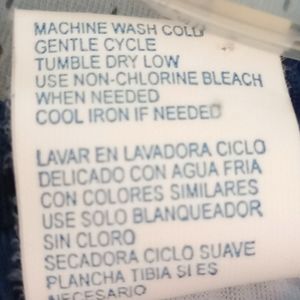 MACHINE WASH COLD
GENTLE CYCLE
TUMBLE DRY LOW
USE NON-CHLORINE BLEACH
WHEN NEEDED
COOL IRON IF NEEDED
LAVAR EN LAVADORA CICLO
DELICADO CON AGUA FRIA
CON COLORES SIMILARES
USE SOLO BLANQUEADOR
SIN CLORO
SECADORA CICLO SUAVE
PLANCHA TIBIA SI ES
NECESARIO